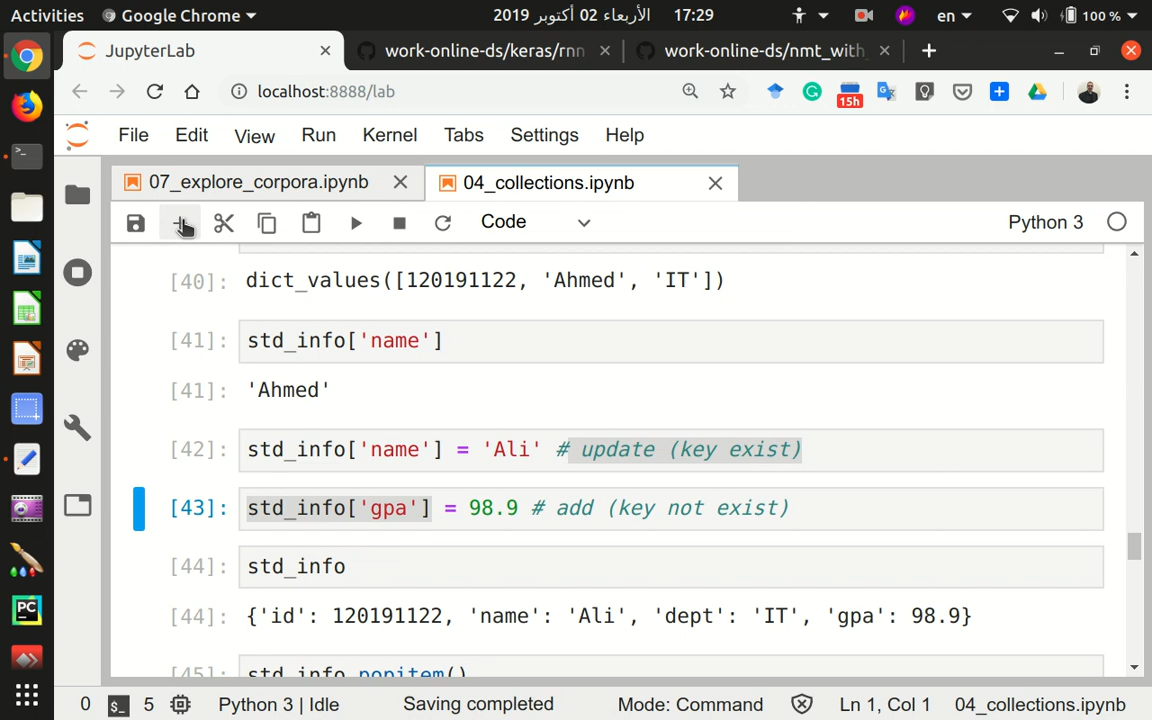 Activities Google Chrome 2019 الأربعاء 02 أكتوبر 17:29 en 100 %
JupyterLab work-online-ds/keras/rnn work-online-ds/nmt_with
localhost:8888/lab 15h
File Edit View Run Kernel Tabs Settings Help
07_explore_corpora.ipynb 04_collections.ipynb
Code Python 3
[40]: dict_values([120191122, 'Ahmed', 'IT'])
[41]: std_info['name']
[41]: 'Ahmed'
[42]: std_info['name'] = 'Ali' # update (key exist)
[43]: std_info['gpa'] = 98.9 # add (key not exist)
[44]: std_info
[44]: {'id': 120191122, 'name': 'Ali', 'dept': 'IT', 'gpa': 98.9}
[45]: std_info.popitem()
0 $_ 5 Python 3 | Idle Saving completed Mode: Command Ln 1, Col 1 04_collections.ipynb